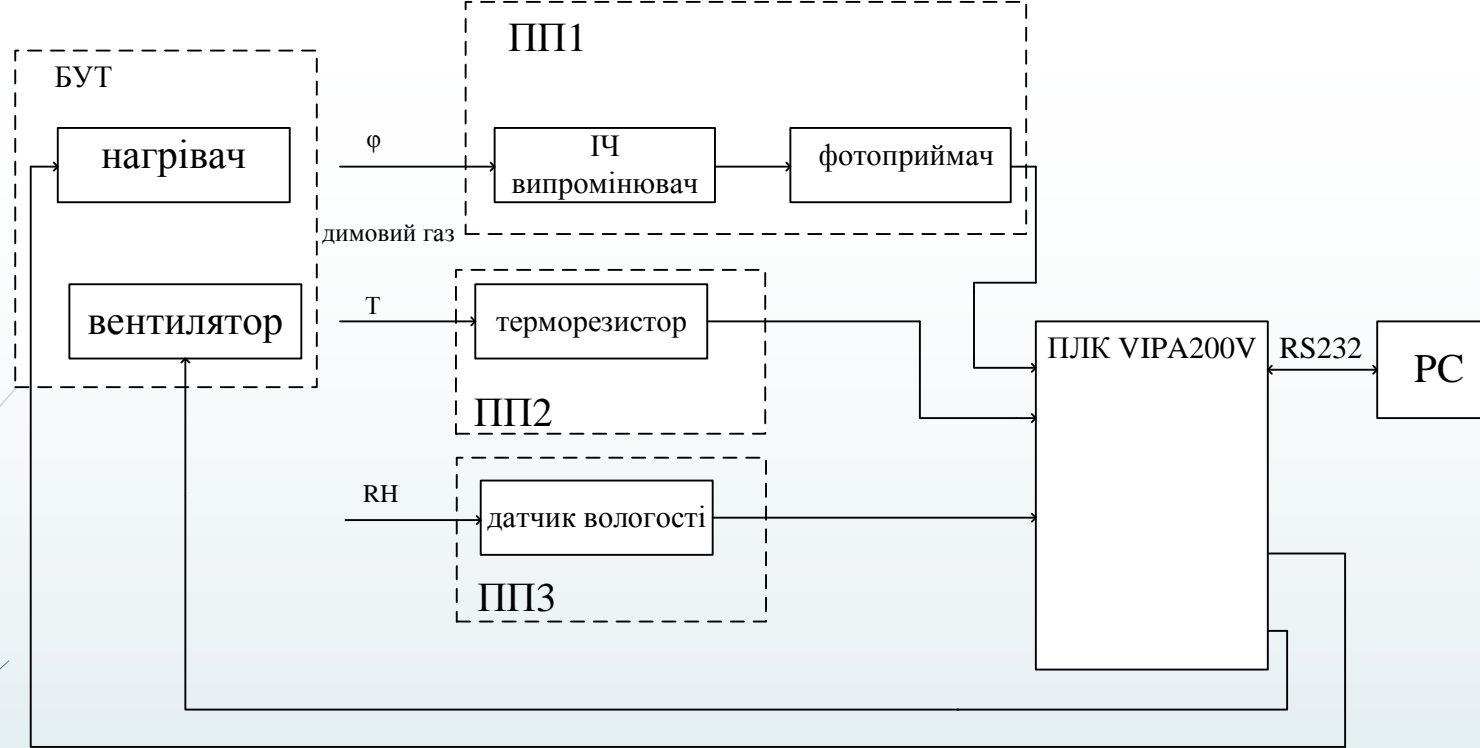 ПП1
БУТ
нагрівач
φ
ІЧ
випромінювач
фотоприймач
димовий газ
вентилятор
Т
терморезистор
ПП2
ПЛК VIPA200V
RS232
PC
RH
датчик вологості
ПП3